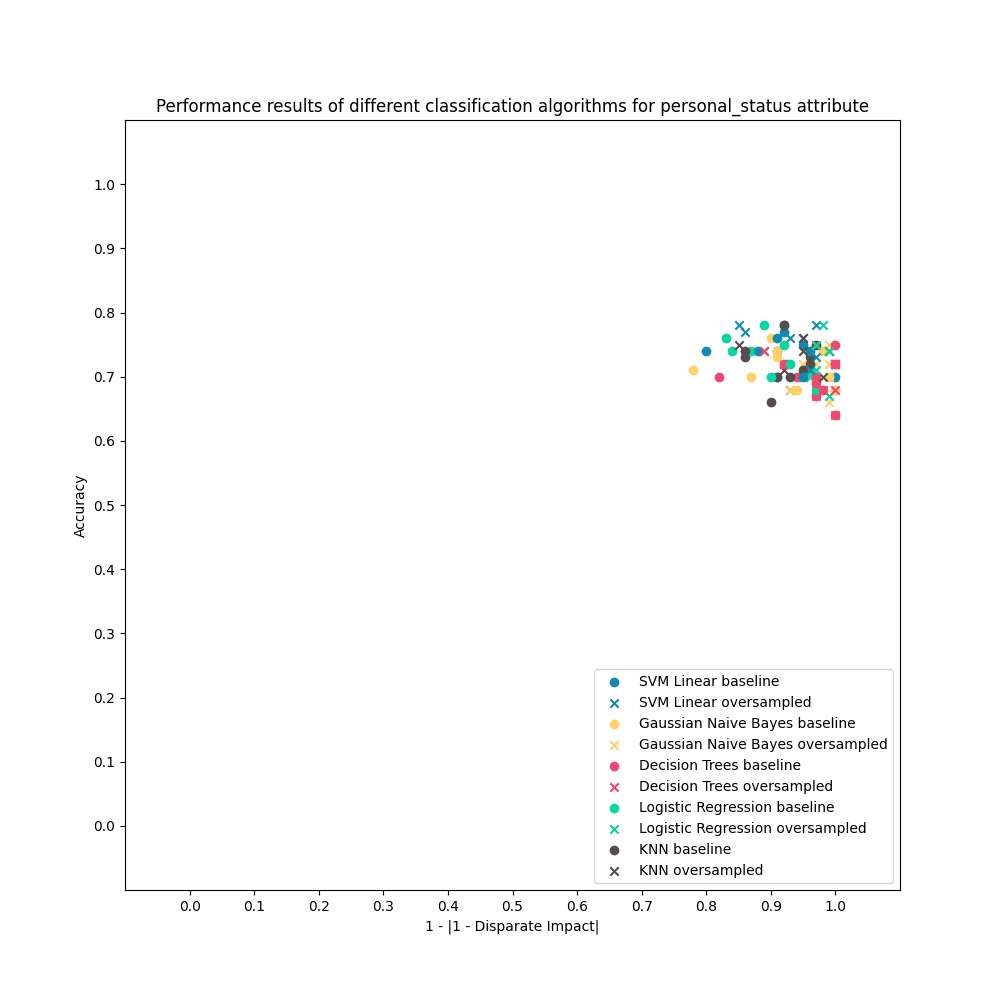 Performance results of different classification algorithms for personal_status attribute
1.0
0.9
0.8
0.7
0.6
0.5
0.4
0.3
0.2
0.1
0.0
Accuracy
SVM Linear baseline
SVM Linear oversampled
Gaussian Naive Bayes baseline
Gaussian Naive Bayes oversampled
Decision Trees baseline
Decision Trees oversampled
Logistic Regression baseline
Logistic Regression oversampled
KNN baseline
KNN oversampled
0.0 0.1 0.2 0.3 0.4 0.5 0.6 0.7 0.8 0.9 1.0
1 - |1 - Disparate Impact|